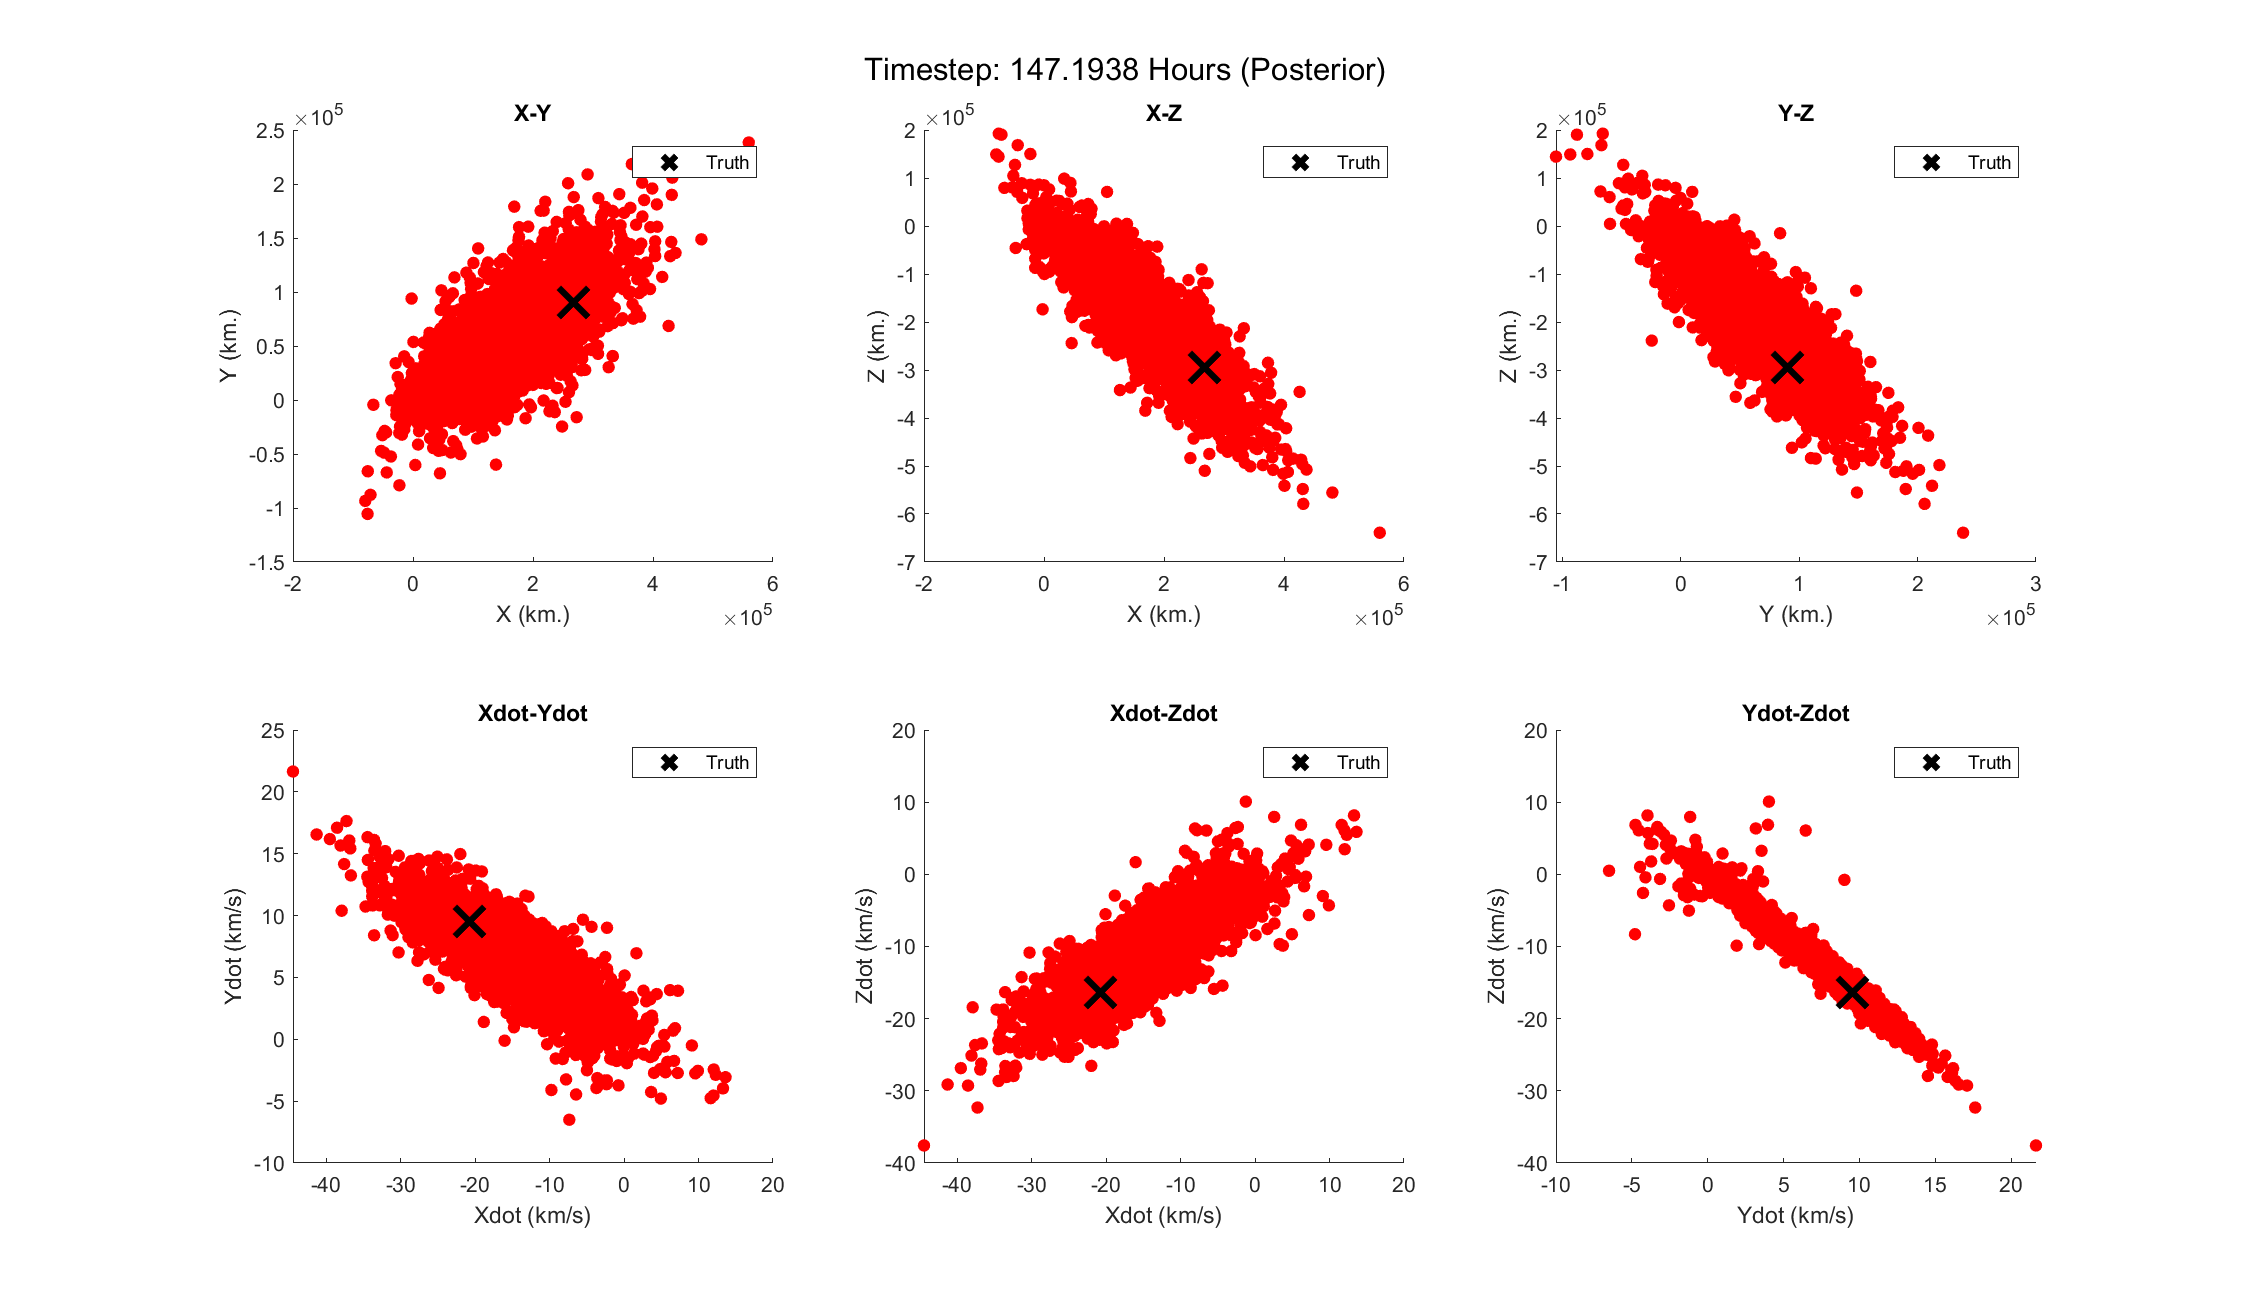 Timestep: 147.1938 Hours (Posterior)
X-Y
×10^5
2.5
2
1.5
1
0.5
0
-0.5
-1
-1.5
Y (km.)
-2 0 2 4 6
X (km.)
×10^5
Truth
X-Z
×10^5
2
1
0
-1
-2
-3
-4
-5
-6
-7
Z (km.)
-2 0 2 4 6
X (km.)
×10^5
Truth
Y-Z
×10^5
2
1
0
-1
-2
-3
-4
-5
-6
-7
Z (km.)
-1 0 1 2 3
Y (km.)
×10^5
Truth
Xdot-Ydot
25
20
15
10
5
0
-5
-10
Ydot (km/s)
-40 -30 -20 -10 0 10 20
Xdot (km/s)
Truth
Xdot-Zdot
20
10
0
-10
-20
-30
-40
Zdot (km/s)
-40 -30 -20 -10 0 10 20
Xdot (km/s)
Truth
Ydot-Zdot
20
10
0
-10
-20
-30
-40
Zdot (km/s)
-10 -5 0 5 10 15 20
Ydot (km/s)
Truth